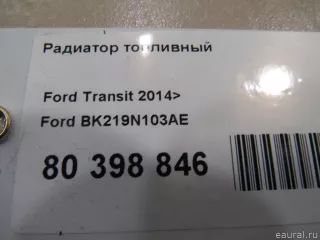 Радиатор топливный
Ford Transit 2014>
Ford BK219N103AE
80 398 846
eaural.ru